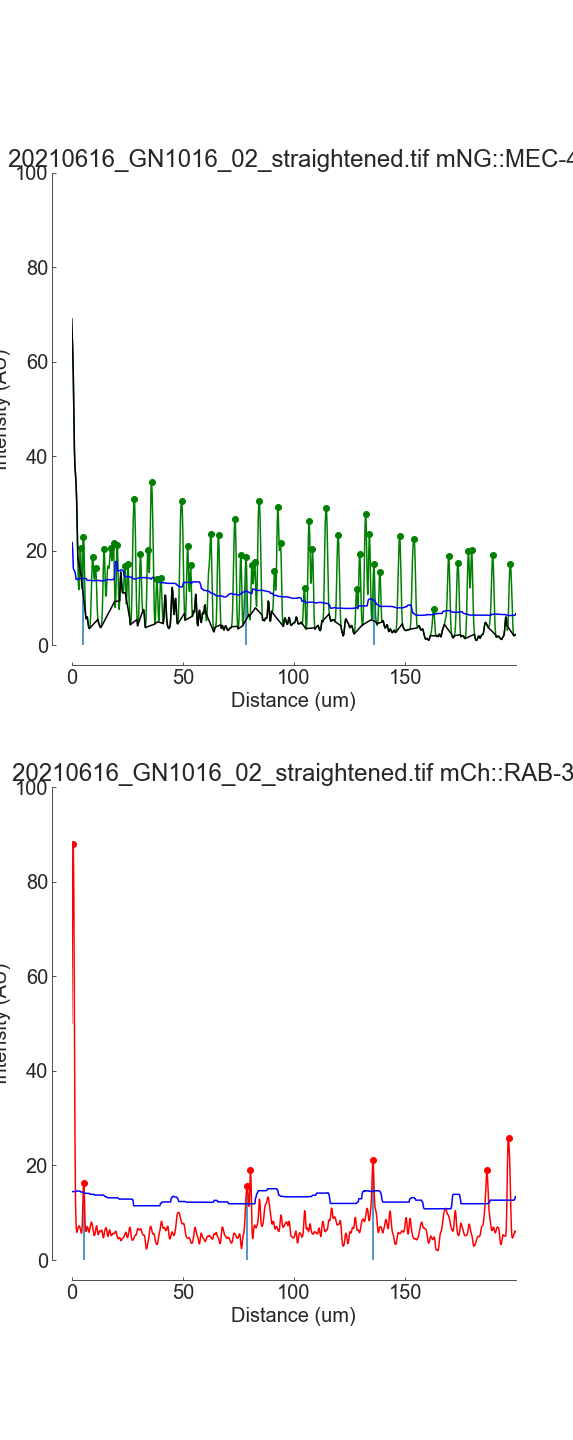 20210616_GN1016_02_straightened.tif mNG::MEC-4
100
80
60
40
20
0
Intensity (AU)
0 50 100 150
Distance (um)
20210616_GN1016_02_straightened.tif mCh::RAB-3
100
80
60
40
20
0
Intensity (AU)
0 50 100 150
Distance (um)